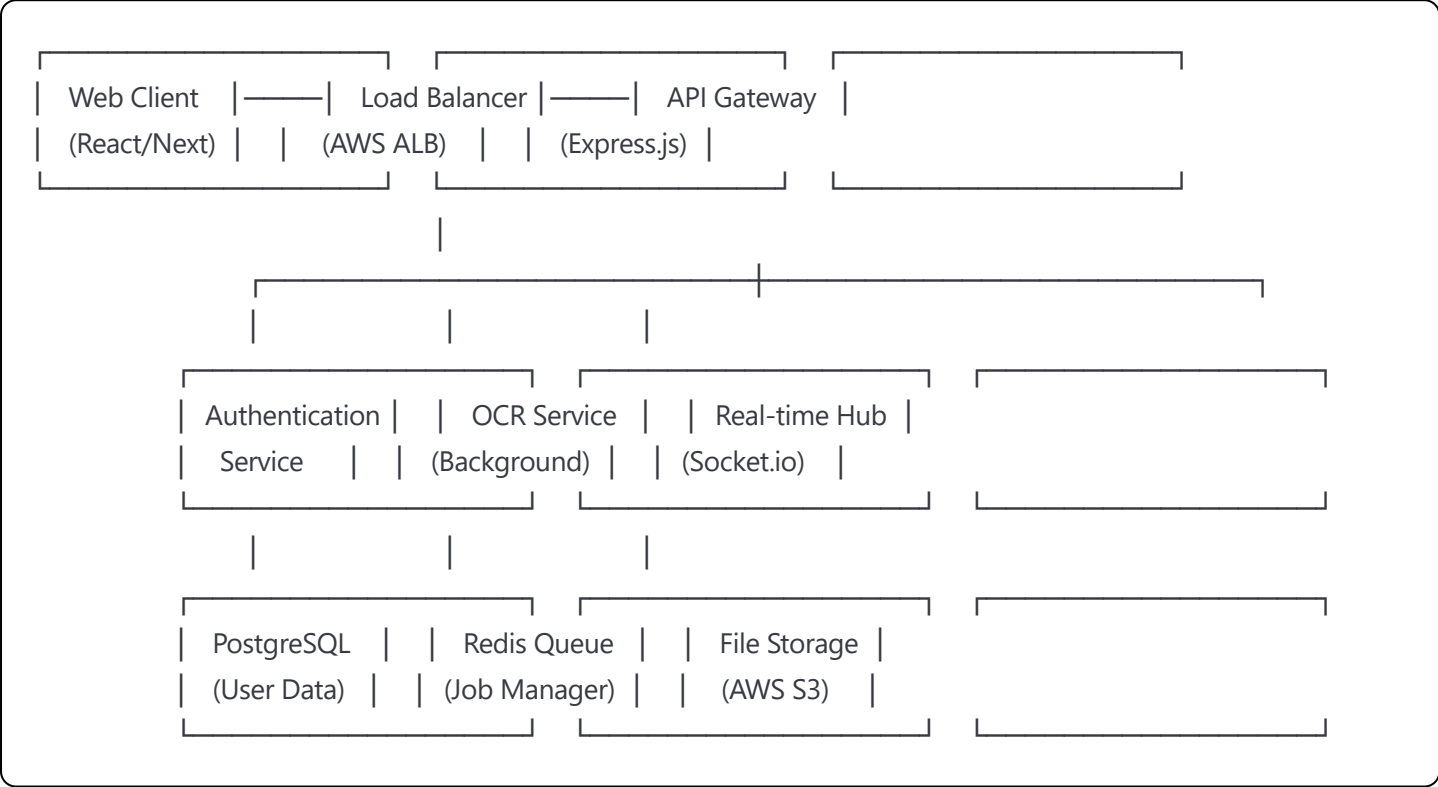 Web Client Load Balancer API Gateway
(React/Next) (AWS ALB) (Express.js)
Authentication OCR Service Real-time Hub
Service (Background) (Socket.io)
PostgreSQL Redis Queue File Storage
(User Data) (Job Manager) (AWS S3)